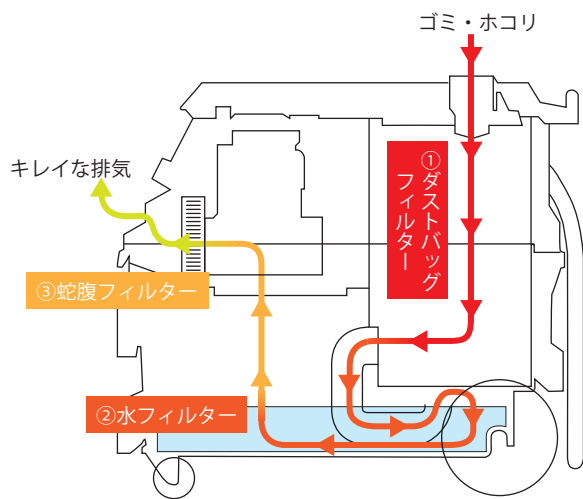 ゴミ・ホコリ
キレイな排気
①ダストバッグ
フィルター
③蛇腹フィルター
②水フィルター